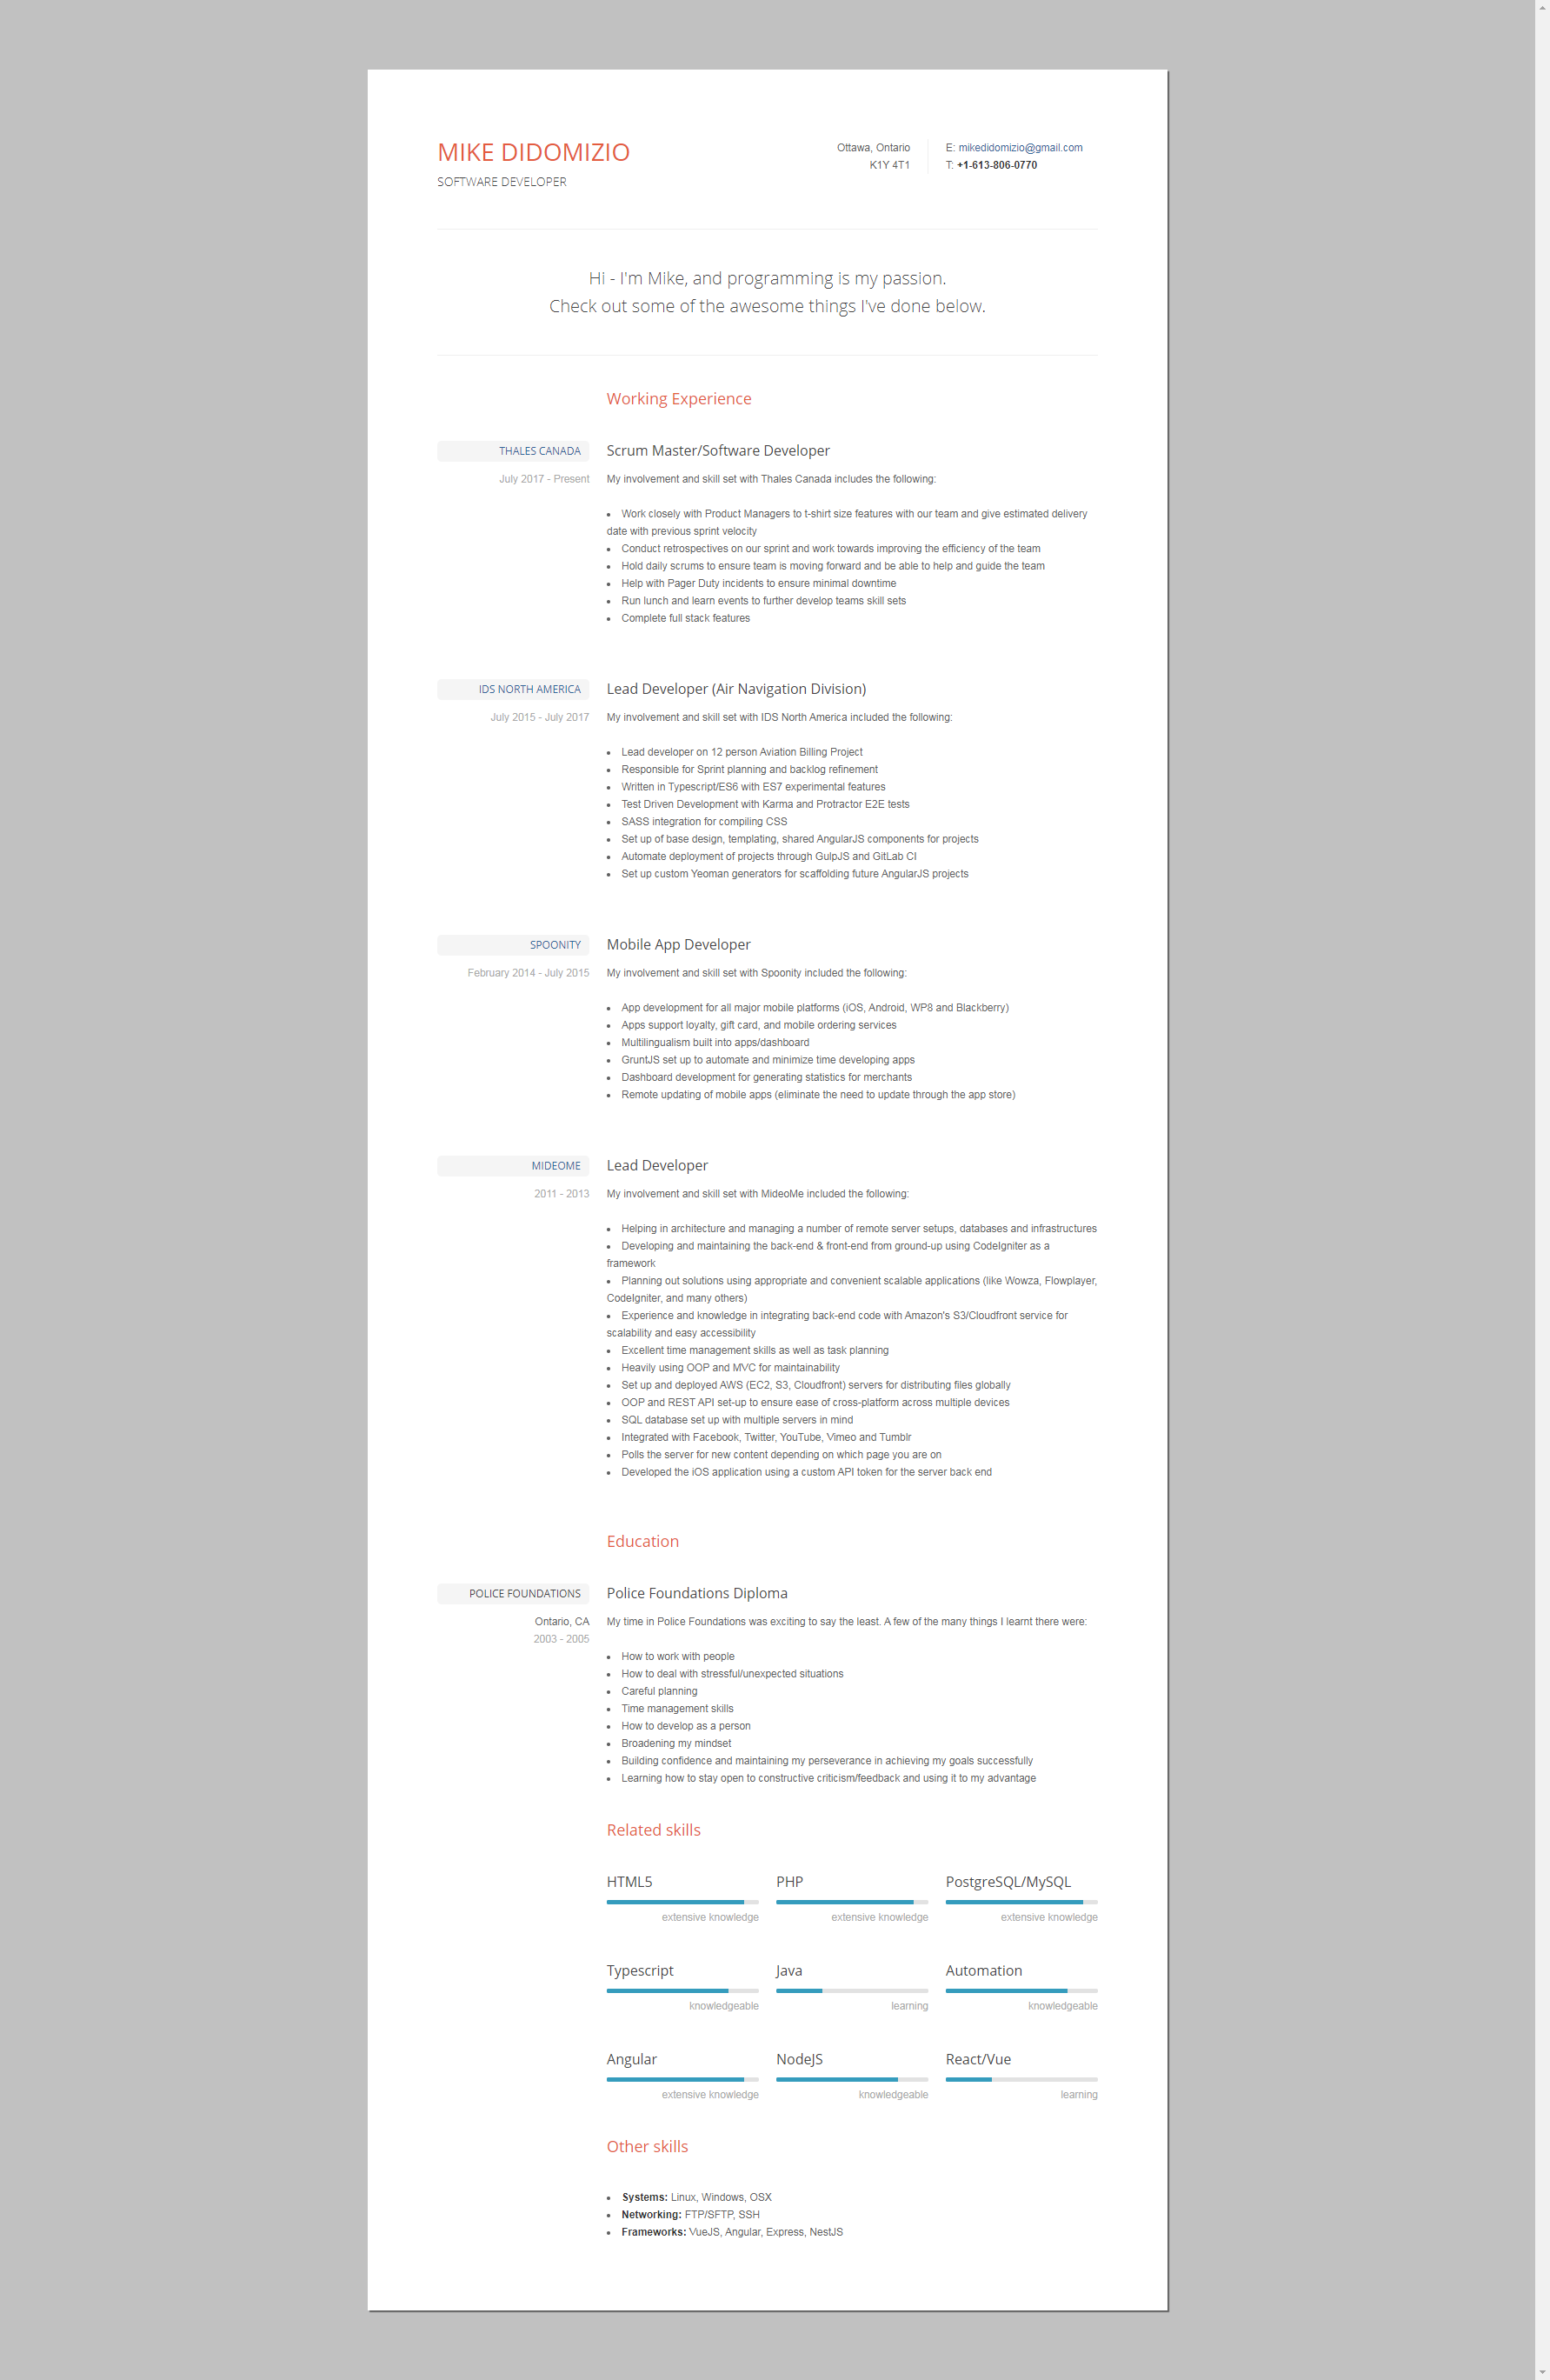 MIKE DIDOMIZIO
SOFTWARE DEVELOPER
Ottawa, Ontario
K1Y 4T1
E: mikedidomizio@gmail.com
T: +1-613-806-0770
Hi - I'm Mike, and programming is my passion.
Check out some of the awesome things I've done below.
Working Experience
THALES CANADA
July 2017 - Present
Scrum Master/Software Developer
My involvement and skill set with Thales Canada includes the following:
• Work closely with Product Managers to t-shirt size features with our team and give estimated delivery
date with previous sprint velocity
• Conduct retrospectives on our sprint and work towards improving the efficiency of the team
• Hold daily scrums to ensure team is moving forward and be able to help and guide the team
• Help with Pager Duty incidents to ensure minimal downtime
• Run lunch and learn events to further develop teams skill sets
• Complete full stack features
IDS NORTH AMERICA
July 2015 - July 2017
Lead Developer (Air Navigation Division)
My involvement and skill set with IDS North America included the following:
• Lead developer on 12 person Aviation Billing Project
• Responsible for Sprint planning and backlog refinement
• Written in Typescript/ES6 with ES7 experimental features
• Test Driven Development with Karma and Protractor E2E tests
• SASS integration for compiling CSS
• Set up of base design, templating, shared AngularJS components for projects
• Automate deployment of projects through GulpJS and GitLab CI
• Set up custom Yeoman generators for scaffolding future AngularJS projects
SPOONITY
February 2014 - July 2015
Mobile App Developer
My involvement and skill set with Spoonity included the following:
• App development for all major mobile platforms (iOS, Android, WP8 and Blackberry)
• Apps support loyalty, gift card, and mobile ordering services
• Multilingualism built into apps/dashboard
• GruntJS set up to automate and minimize time developing apps
• Dashboard development for generating statistics for merchants
• Remote updating of mobile apps (eliminate the need to update through the app store)
MIDEOME
2011 - 2013
Lead Developer
My involvement and skill set with MideoMe included the following:
• Helping in architecture and managing a number of remote server setups, databases and infrastructures
• Developing and maintaining the back-end & front-end from ground-up using CodeIgniter as a
framework
• Planning out solutions using appropriate and convenient scalable applications (like Wowza, Flowplayer,
CodeIgniter, and many others)
• Experience and knowledge in integrating back-end code with Amazon's S3/Cloudfront service for
scalability and easy accessibility
• Excellent time management skills as well as task planning
• Heavily using OOP and MVC for maintainability
• Set up and deployed AWS (EC2, S3, Cloudfront) servers for distributing files globally
• OOP and REST API set-up to ensure ease of cross-platform across multiple devices
• SQL database set up with multiple servers in mind
• Integrated with Facebook, Twitter, YouTube, Vimeo and Tumblr
• Polls the server for new content depending on which page you are on
• Developed the iOS application using a custom API token for the server back end
Education
POLICE FOUNDATIONS
Ontario, CA
2003 - 2005
Police Foundations Diploma
My time in Police Foundations was exciting to say the least. A few of the many things I learnt there were:
• How to work with people
• How to deal with stressful/unexpected situations
• Careful planning
• Time management skills
• How to develop as a person
• Broadening my mindset
• Building confidence and maintaining my perseverance in achieving my goals successfully
• Learning how to stay open to constructive criticism/feedback and using it to my advantage
Related skills
HTML5
extensive knowledge
PHP
extensive knowledge
PostgreSQL/MySQL
extensive knowledge
Typescript
knowledgeable
Java
learning
Automation
knowledgeable
Angular
extensive knowledge
NodeJS
knowledgeable
React/Vue
learning
Other skills
• Systems: Linux, Windows, OSX
• Networking: FTP/SFTP, SSH
• Frameworks: VueJS, Angular, Express, NestJS